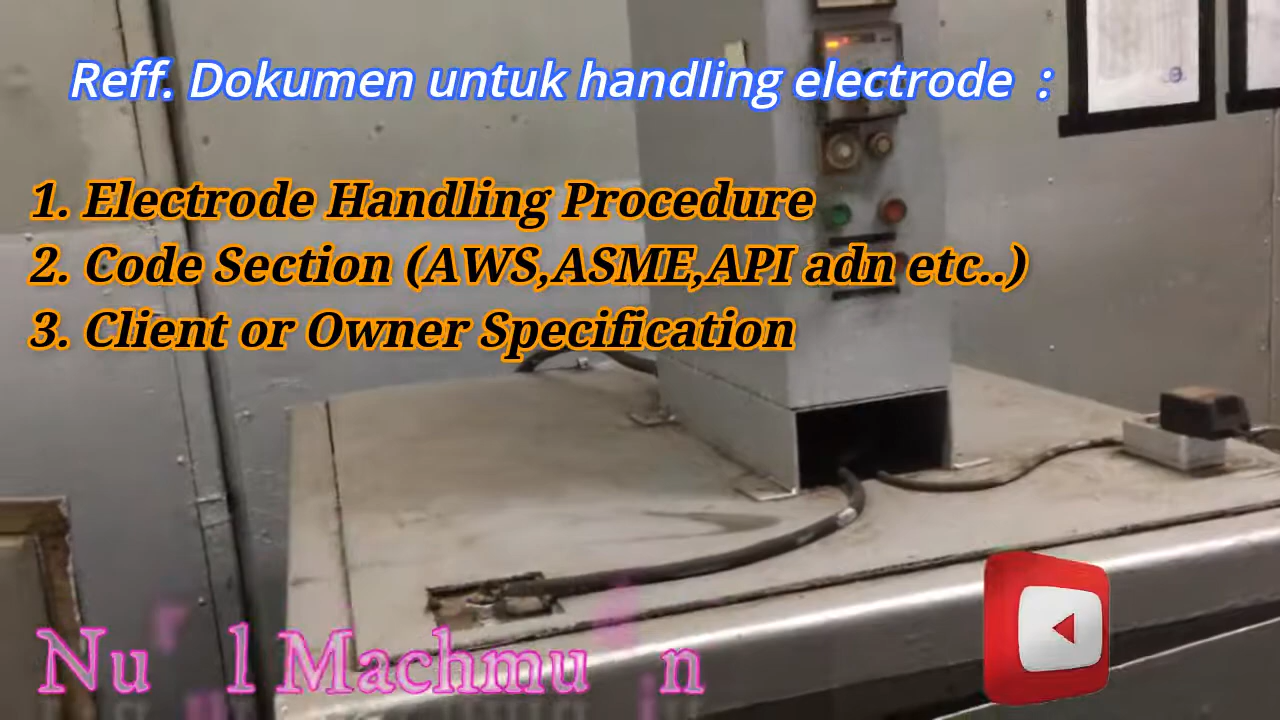 Reff. Dokumen untuk handling electrode :
1. Electrode Handling Procedure
2. Code Section (AWS,ASME,API adn etc..)
3. Client or Owner Specification